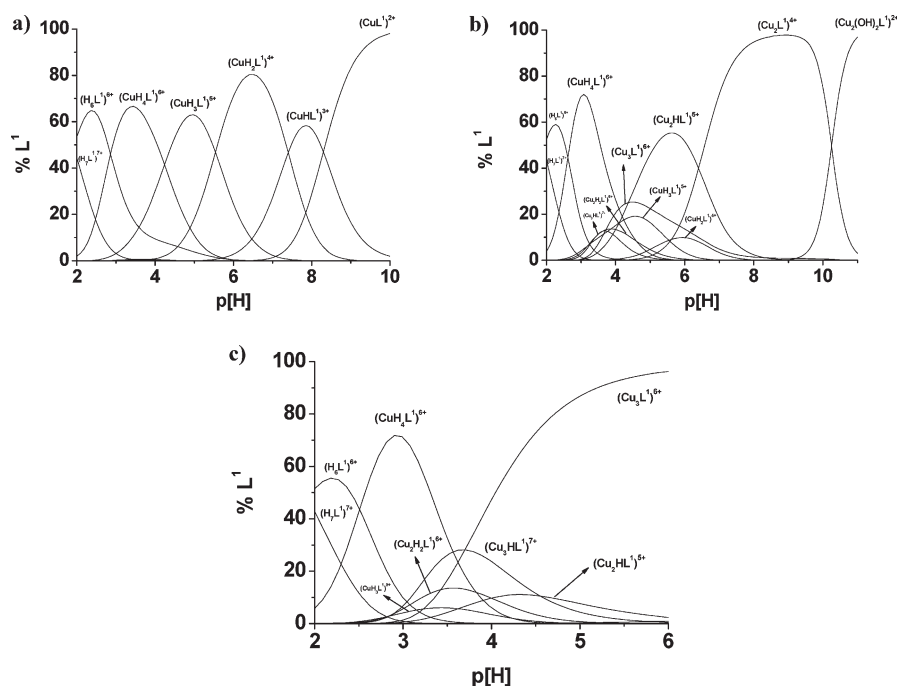 a)
% L¹
100
80
60
40
20
0
(H₇L¹)⁷⁺
(H₆L¹)⁶⁺
(CuH₄L¹)⁶⁺
(CuH₃L¹)⁵⁺
(CuH₂L¹)⁴⁺
(CuHL¹)³⁺
(CuL¹)²⁺
2 4 6 8 10
p[H]
b)
% L¹
100
80
60
40
20
0
(CuH₄L¹)⁶⁺
(Cu₃L¹)⁶⁺
(Cu₂HL¹)⁵⁺
(CuH₃L¹)⁵⁺
(Cu₂L¹)⁴⁺
(Cu₂(OH)₂L¹)²⁺
2 4 6 8 10
p[H]
c)
% L¹
100
80
60
40
20
0
(H₆L¹)⁶⁺
(H₇L¹)⁷⁺
(CuH₄L¹)⁶⁺
(Cu₂H₂L¹)⁶⁺
(Cu₃HL¹)⁷⁺
(Cu₂HL¹)⁵⁺
(Cu₃L¹)⁶⁺
2 3 4 5 6
p[H]